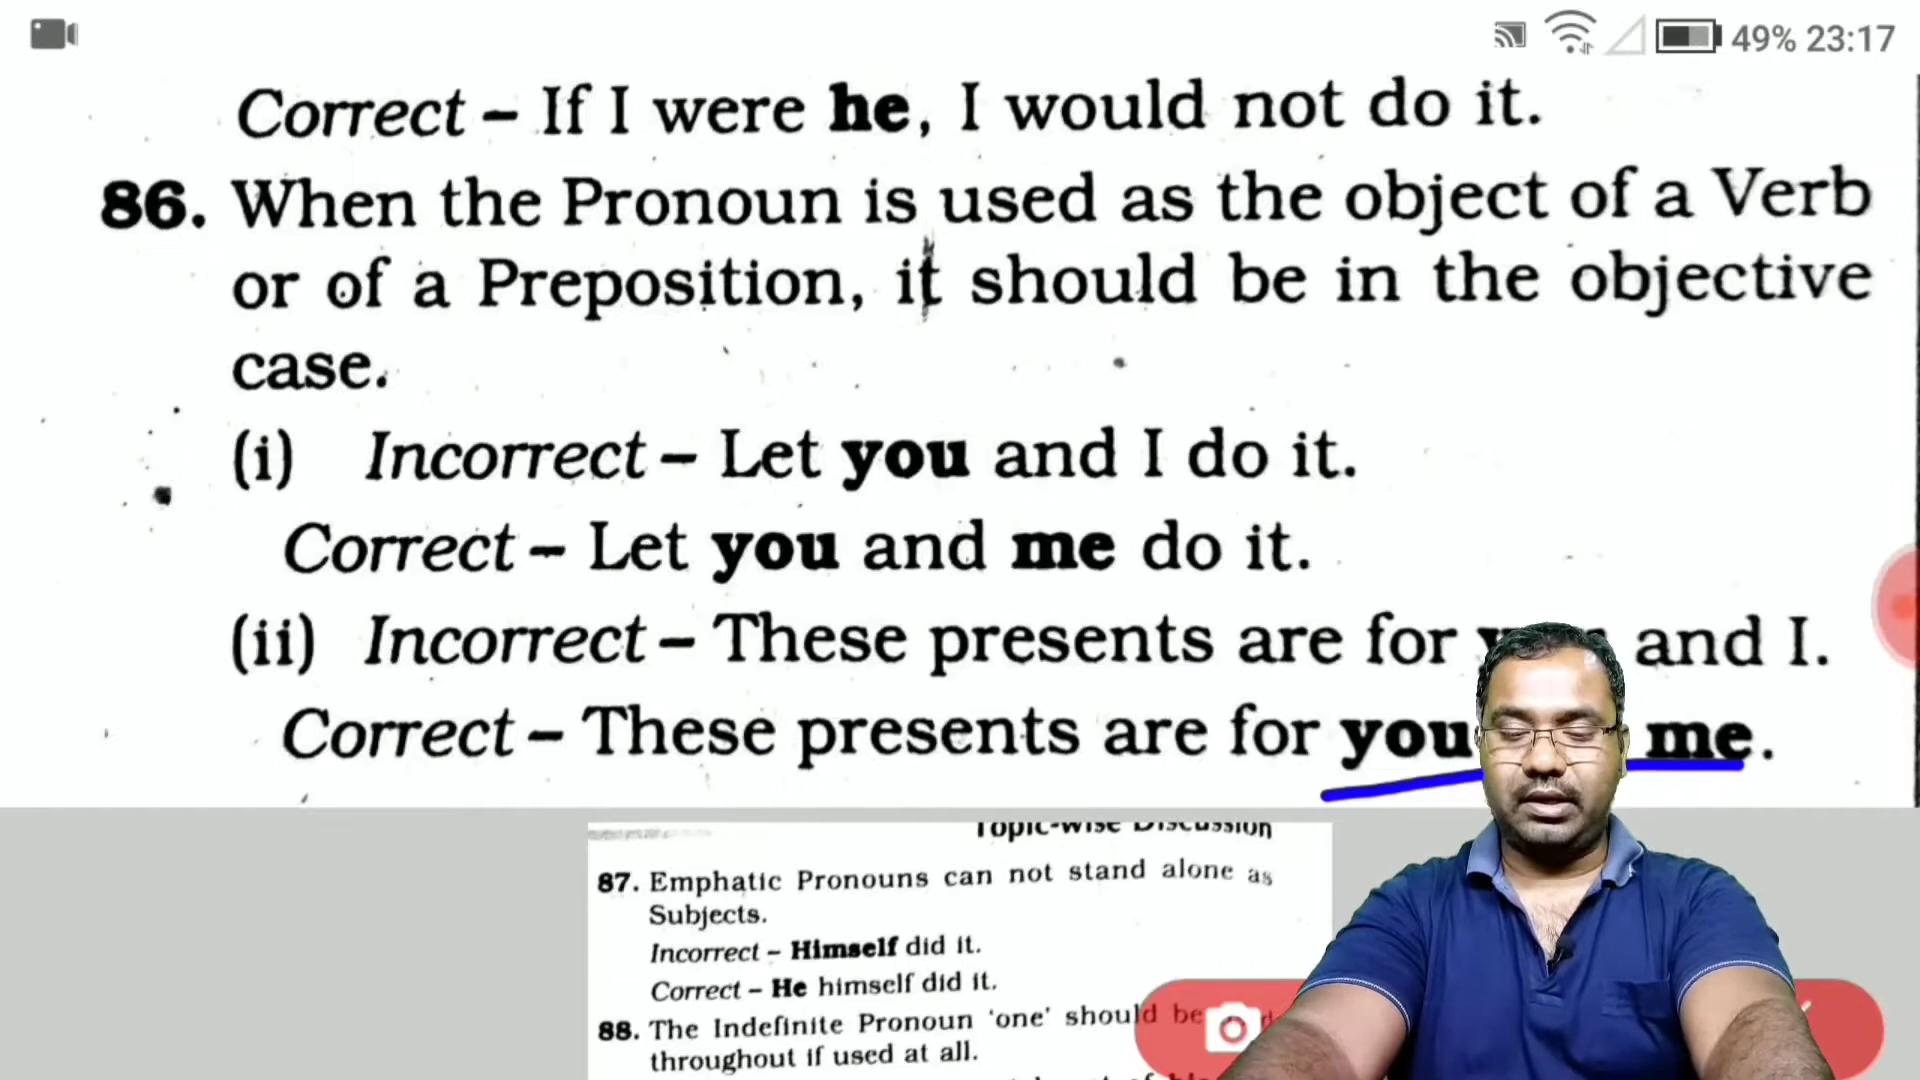 49% 23:17
Correct – If I were he, I would not do it.
86. When the Pronoun is used as the object of a Verb
or of a Preposition, it should be in the objective
case.
(i) Incorrect – Let you and I do it.
Correct – Let you and me do it.
(ii) Incorrect – These presents are for and I.
Correct – These presents are for you me.
Topic-wise Discussion
87. Emphatic Pronouns can not stand alone as
Subjects.
Incorrect – Himself did it.
Correct – He himself did it.
88. The Indefinite Pronoun 'one' should be
throughout if used at all.